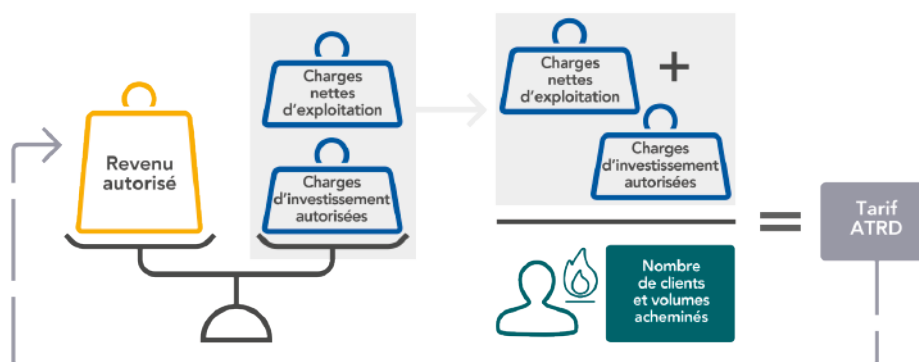 Revenu
autorisé
Charges
nettes
d'exploitation
Charges
d'investissement
autorisées
Charges
nettes
d'exploitation
+
Charges
d'investissement
autorisées
Nombre
de clients
et volumes
acheminés
=
Tarif
ATRD